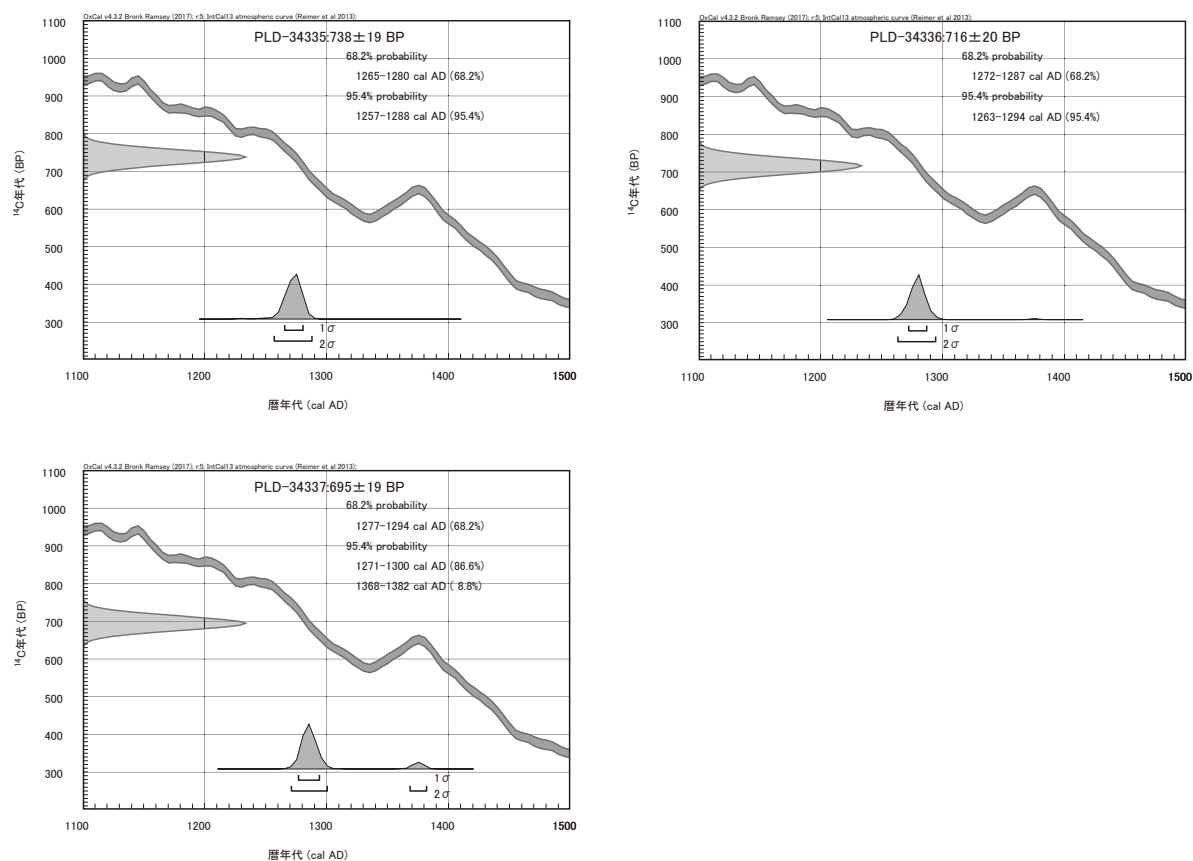 OxCal v4.3.2 Bronk Ramsey (2017); r:5; IntCal13 atmospheric curve (Reimer et al 2013);
PLD-34335:738±19 BP
68.2% probability
1265-1280 cal AD (68.2%)
95.4% probability
1257-1288 cal AD (95.4%)
1100
1000
900
800
700
600
500
400
300
14C年代 (BP)
1σ
2σ
1100
1200
1300
1400
1500
暦年代 (cal AD)
OxCal v4.3.2 Bronk Ramsey (2017); r:5; IntCal13 atmospheric curve (Reimer et al 2013);
PLD-34336:716±20 BP
68.2% probability
1272-1287 cal AD (68.2%)
95.4% probability
1263-1294 cal AD (95.4%)
1100
1000
900
800
700
600
500
400
300
14C年代 (BP)
1σ
2σ
1100
1200
1300
1400
1500
暦年代 (cal AD)
OxCal v4.3.2 Bronk Ramsey (2017); r:5; IntCal13 atmospheric curve (Reimer et al 2013);
PLD-34337:695±19 BP
68.2% probability
1277-1294 cal AD (68.2%)
95.4% probability
1271-1300 cal AD (86.6%)
1368-1382 cal AD ( 8.8%)
1100
1000
900
800
700
600
500
400
300
14C年代 (BP)
1σ
2σ
1100
1200
1300
1400
1500
暦年代 (cal AD)